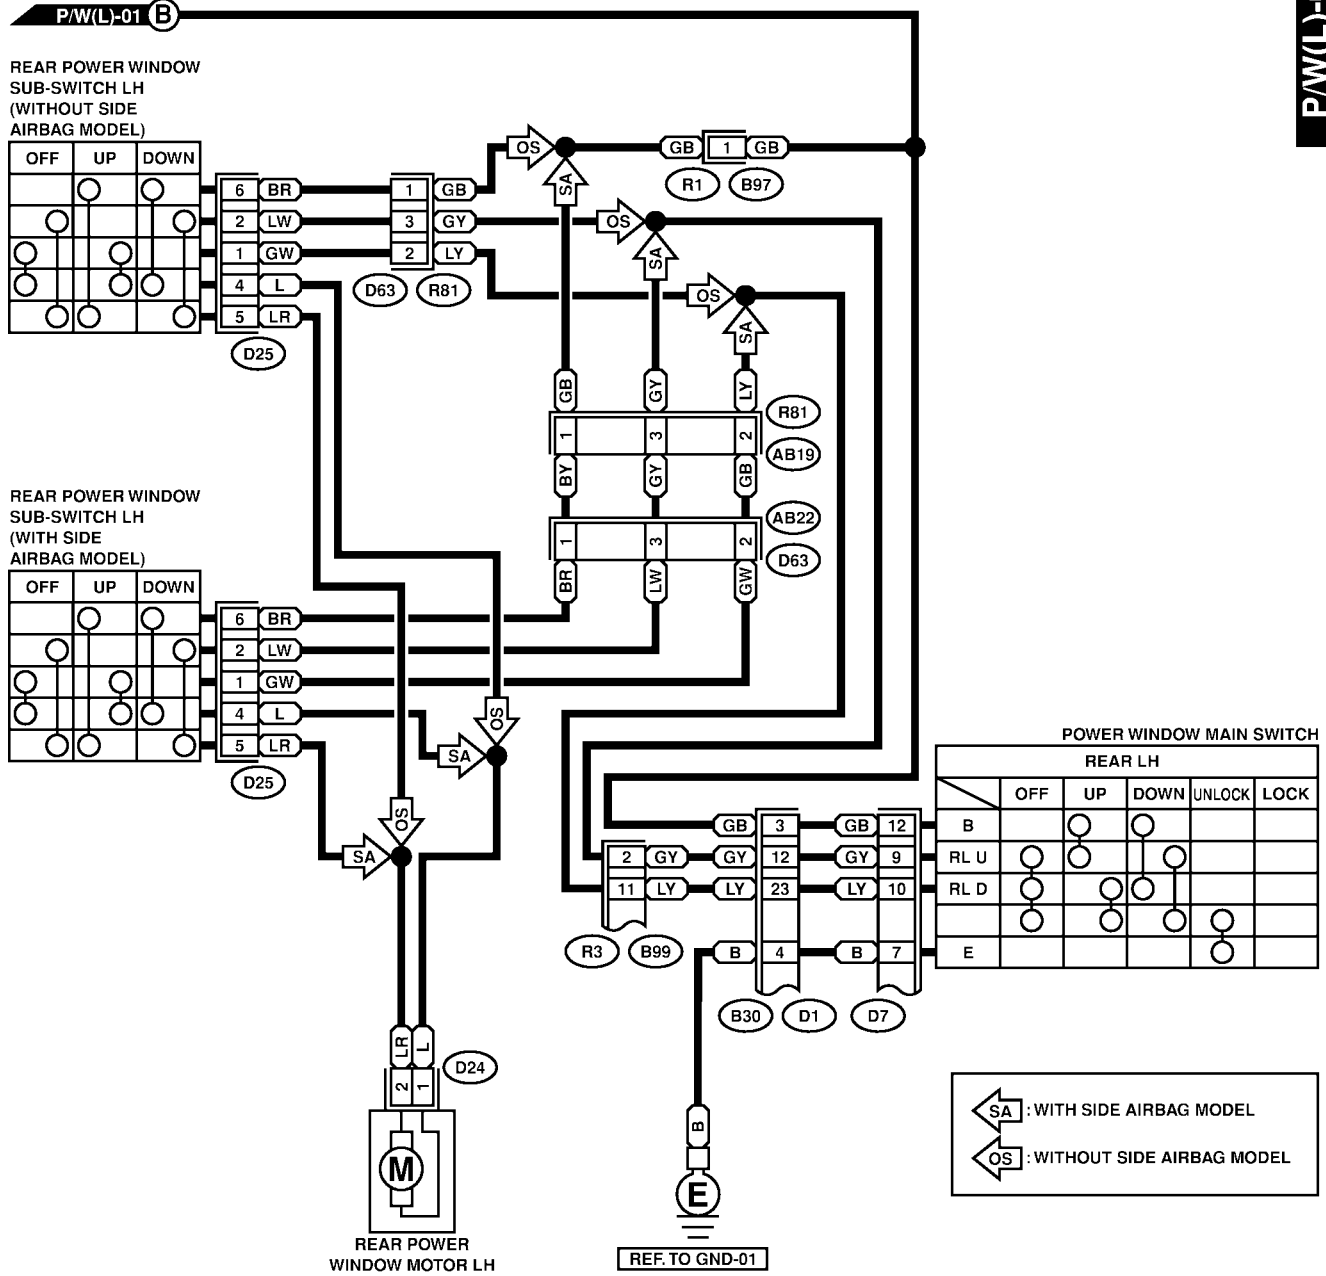 P/W(L)-01 B
P/W(L)-
REAR POWER WINDOW
SUB-SWITCH LH
(WITHOUT SIDE
AIRBAG MODEL)
OFF UP DOWN
OS GB 1 GB
SA R1 B97
6 BR 1 GB
2 LW 3 GY OS
1 GW 2 LY SA
4 L D63 R81 OS
5 LR SA
D25
GB GY LY R81
1 3 2 AB19
BY GY GB
AB22
1 3 2 D63
BR LW GW
REAR POWER WINDOW
SUB-SWITCH LH
(WITH SIDE
AIRBAG MODEL)
OFF UP DOWN
6 BR
2 LW
1 GW
4 L OS
5 LR SA
D25
OS
SA
POWER WINDOW MAIN SWITCH
REAR LH
OFF UP DOWN UNLOCK LOCK
GB 3 GB 12 B
2 GY GY 12 GY 9 RL U
11 LY LY 23 LY 10 RL D
R3 B99 B 4 B 7 E
B30 D1 D7
LR L D24
2 1
M
REAR POWER
WINDOW MOTOR LH
B
E
REF. TO GND-01
SA : WITH SIDE AIRBAG MODEL
OS : WITHOUT SIDE AIRBAG MODEL